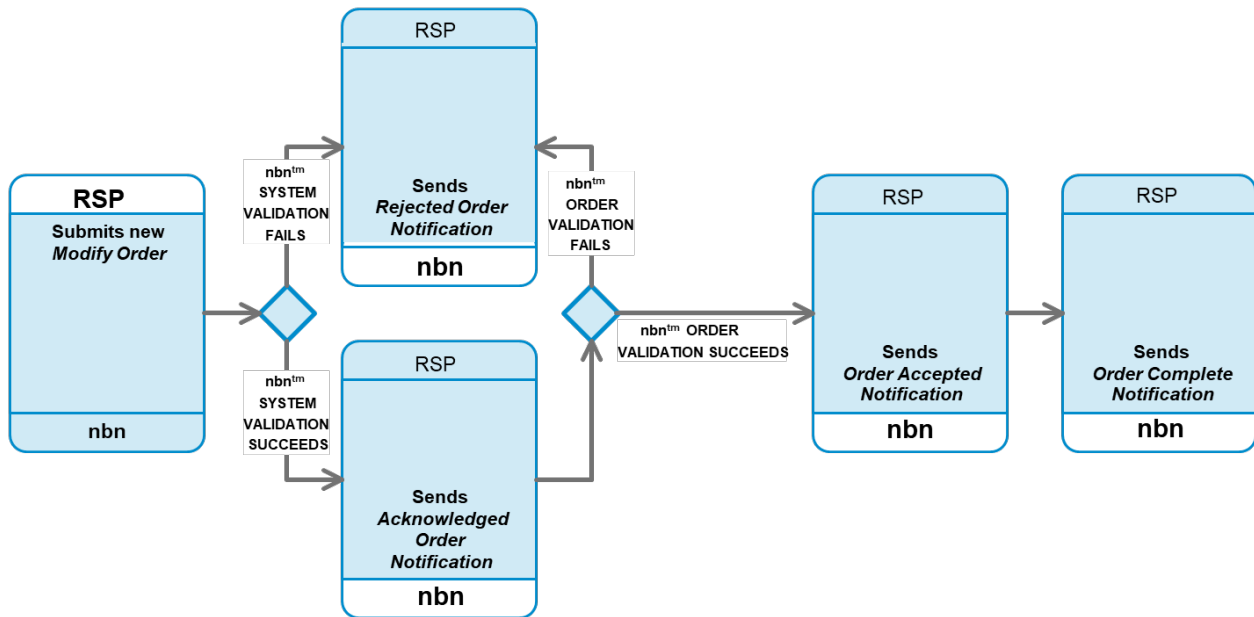 RSP
Submits new
Modify Order
nbn
nbn™
SYSTEM
VALIDATION
FAILS
nbn™
SYSTEM
VALIDATION
SUCCEEDS
RSP
Sends
Rejected Order
Notification
nbn
RSP
Sends
Acknowledged
Order
Notification
nbn
nbn™
ORDER
VALIDATION
FAILS
nbn™ ORDER
VALIDATION SUCCEEDS
RSP
Sends
Order Accepted
Notification
nbn
RSP
Sends
Order Complete
Notification
nbn